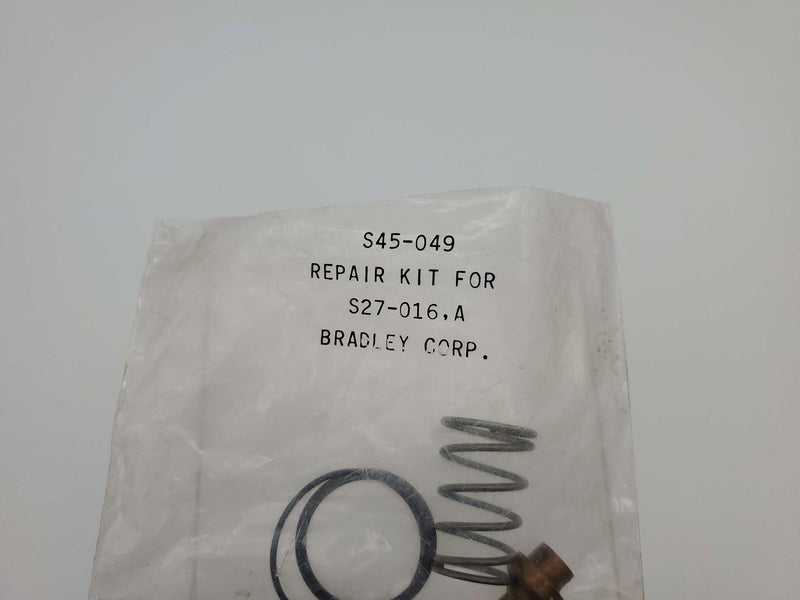 S45-049
REPAIR KIT FOR
S27-016,A
BRADLEY CORP.